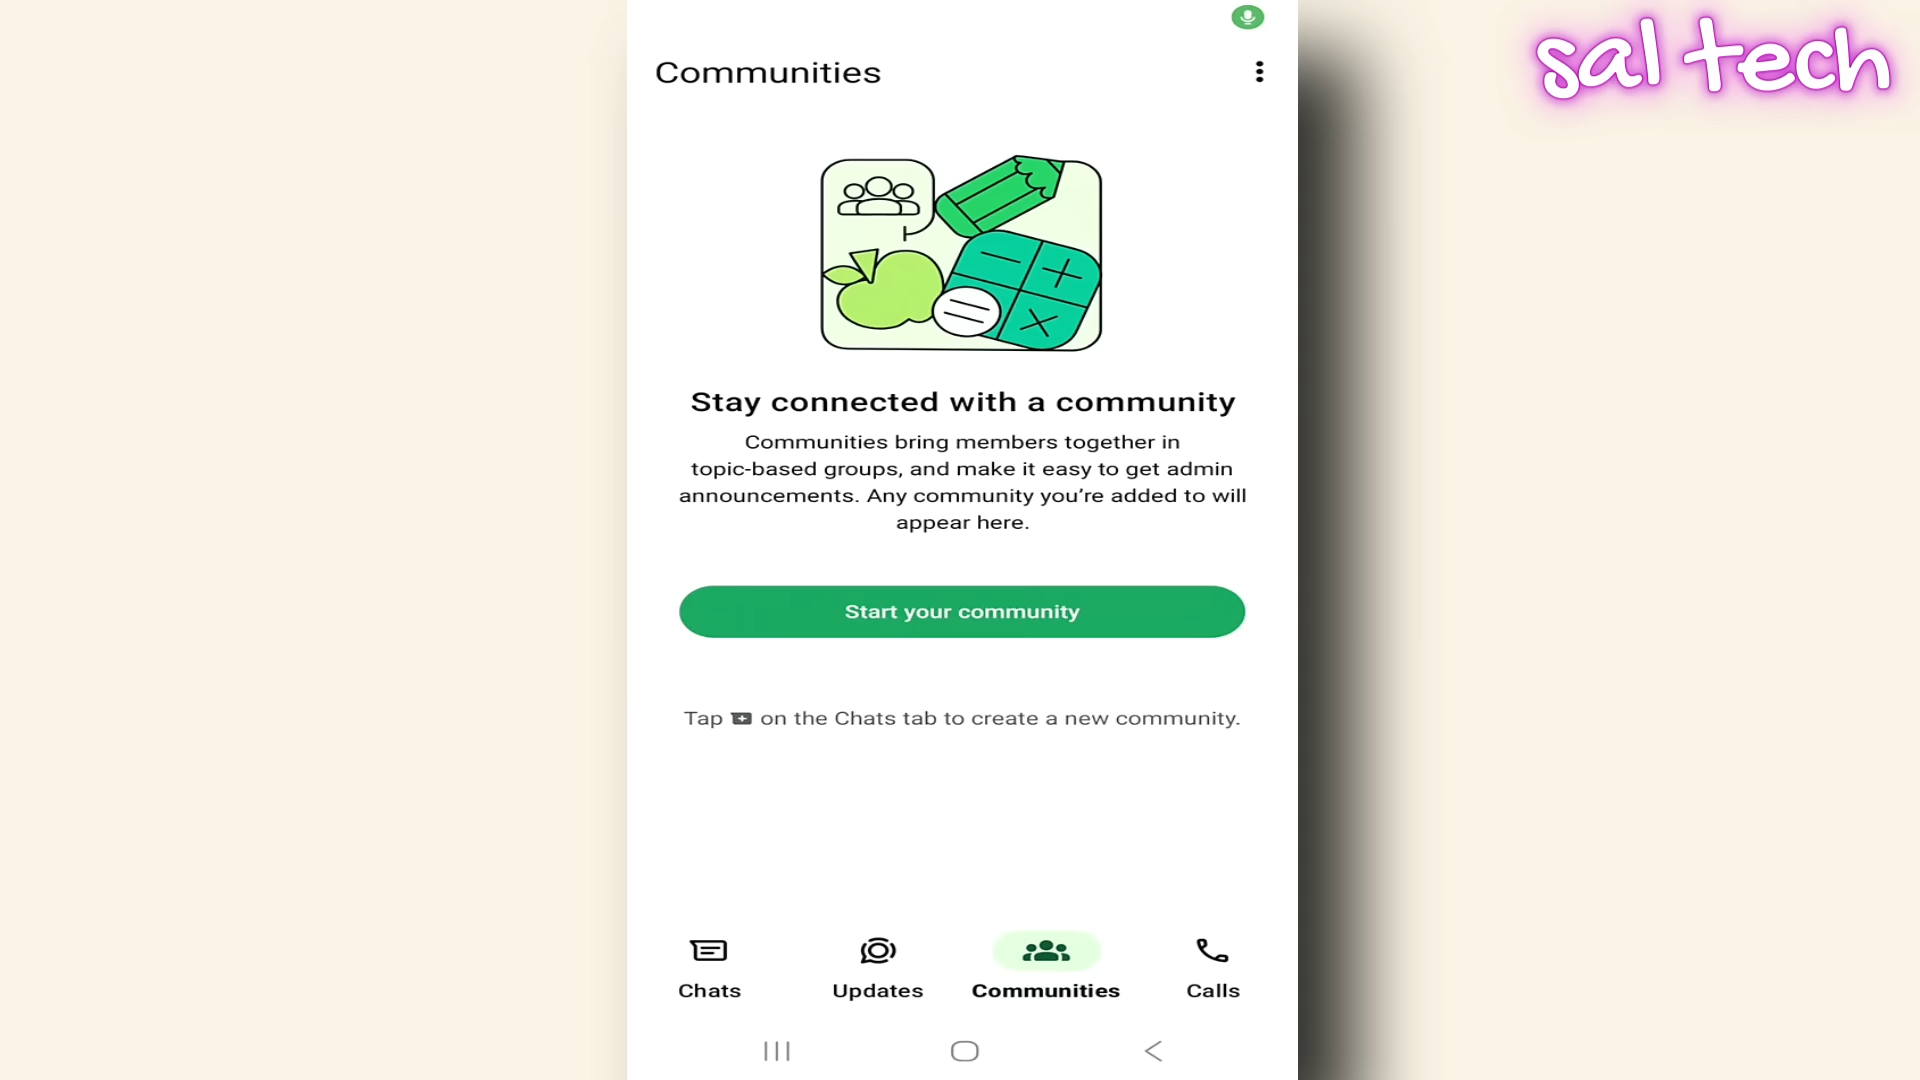 sal tech
Communities
Stay connected with a community
Communities bring members together in
topic-based groups, and make it easy to get admin
announcements. Any community you’re added to will
appear here.
Start your community
Tap on the Chats tab to create a new community.
Chats
Updates
Communities
Calls